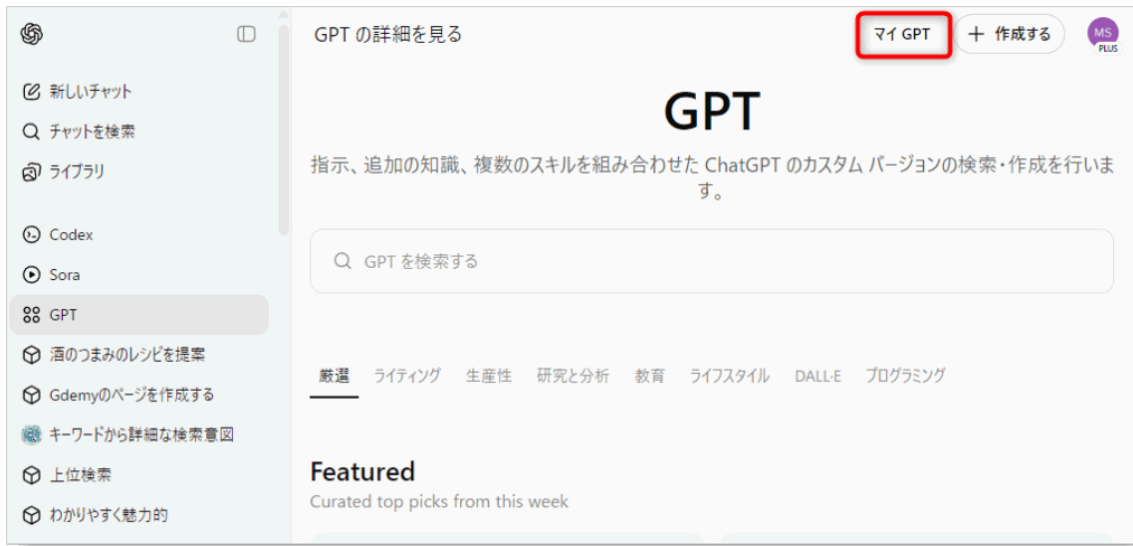 GPT の詳細を見る
マイ GPT
作成する
MS
PLUS
新しいチャット
チャットを検索
ライブラリ
Codex
Sora
GPT
酒のつまみのレシピを提案
Gdemyのページを作成する
キーワードから詳細な検索意図
上位検索
わかりやすく魅力的
GPT
指示、追加の知識、複数のスキルを組み合わせた ChatGPT のカスタム バージョンの検索・作成を行いま
す。
GPT を検索する
厳選 ライティング 生産性 研究と分析 教育 ライフスタイル DALL·E プログラミング
Featured
Curated top picks from this week